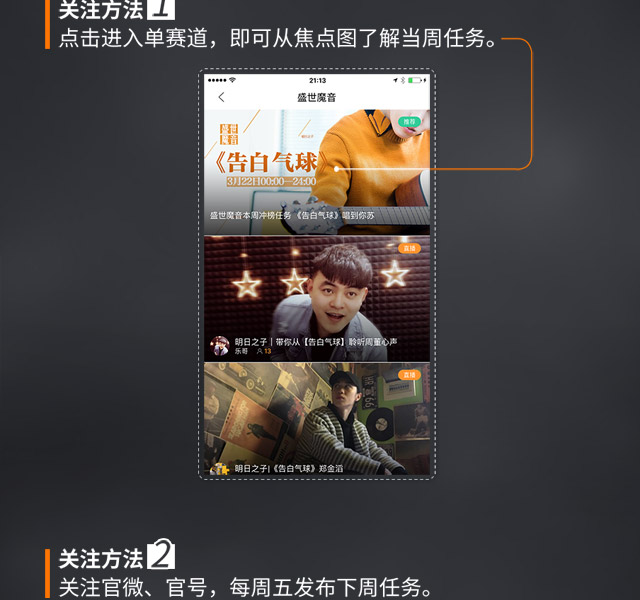 关注方法1
点击进入单赛道，即可从焦点图了解当周任务。
21:13
盛世魔音
推荐
盛世
魔音
《告白气球》
3月22日00:00—24:00
盛世魔音本周冲榜任务 《告白气球》唱到你苏
直播
明日之子｜带你从【告白气球】聆听周董心声
乐哥 13
直播
明日之子|《告白气球》郑金滔
关注方法2
关注官微、官号，每周五发布下周任务。